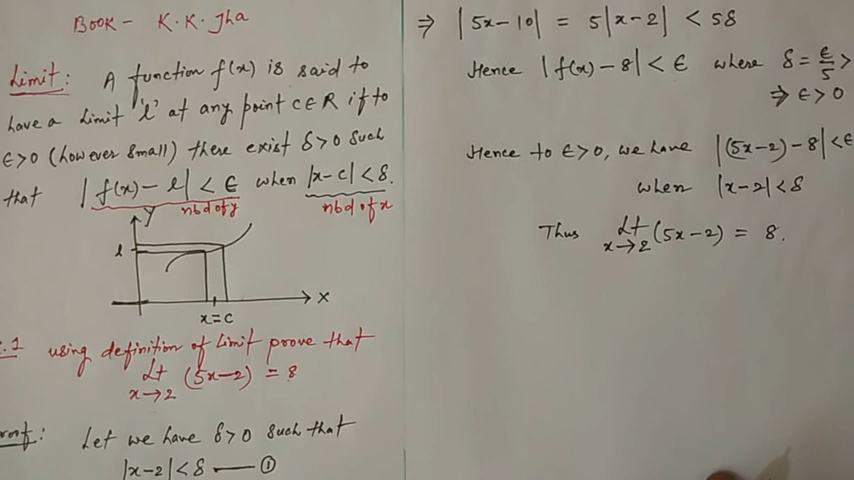 Book - K.K. Jha
Limit: A function f(x) is said to
have a Limit 'l' at any point c∈R if to
∈>0 (however small) there exist δ>0 such
that |f(x) - l| < ∈ when |x-c| < δ.
nbd of y nbd of x
Y
l
X
x=c
.1 using definition of Limit prove that
Lt (5x-2) = 8
x→2
Proof: Let we have δ>0 such that
|x-2| < δ — ①
⇒ |5x-10| = 5|x-2| < 5δ
Hence |f(x) - 8| < ∈ where δ = ∈/5 >
⇒ ∈>0
Hence to ∈>0, we have |(5x-2)-8| < ∈
when |x-2| < δ
Thus Lt (5x-2) = 8.
x→2